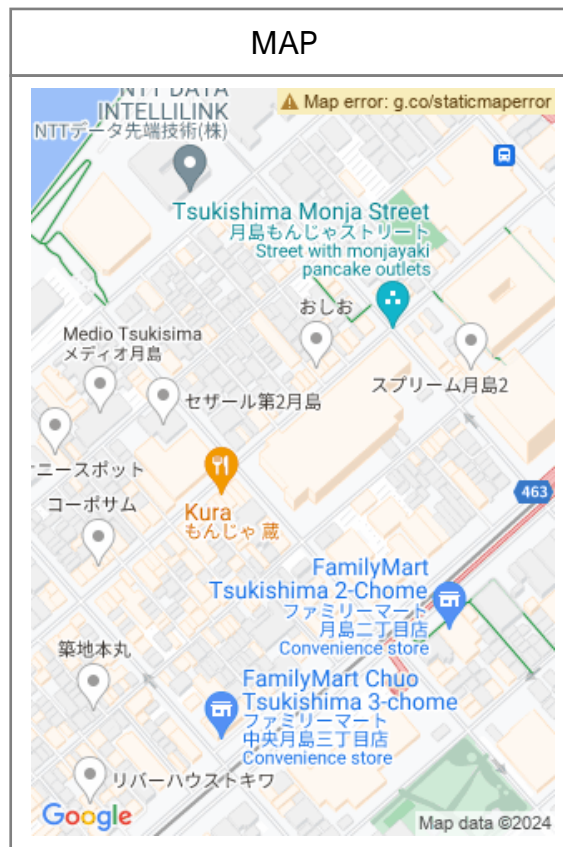 MAP
NTT DATA
INTELLILINK
NTTデータ先端技術(株)
Map error: g.co/staticmaperror
Tsukishima Monja Street
月島もんじゃストリート
Street with monjayaki
pancake outlets
おしお
Medio Tsukisima
メディオ月島
スプリーム月島2
セザール第2月島
ニースポット
Kura
もんじゃ 蔵
コーポサム
463
FamilyMart
Tsukishima 2-Chome
ファミリーマート
月島二丁目店
Convenience store
築地本丸
FamilyMart Chuo
Tsukishima 3-chome
ファミリーマート
中央月島三丁目店
Convenience store
リバーハウストキワ
Google
Map data ©2024